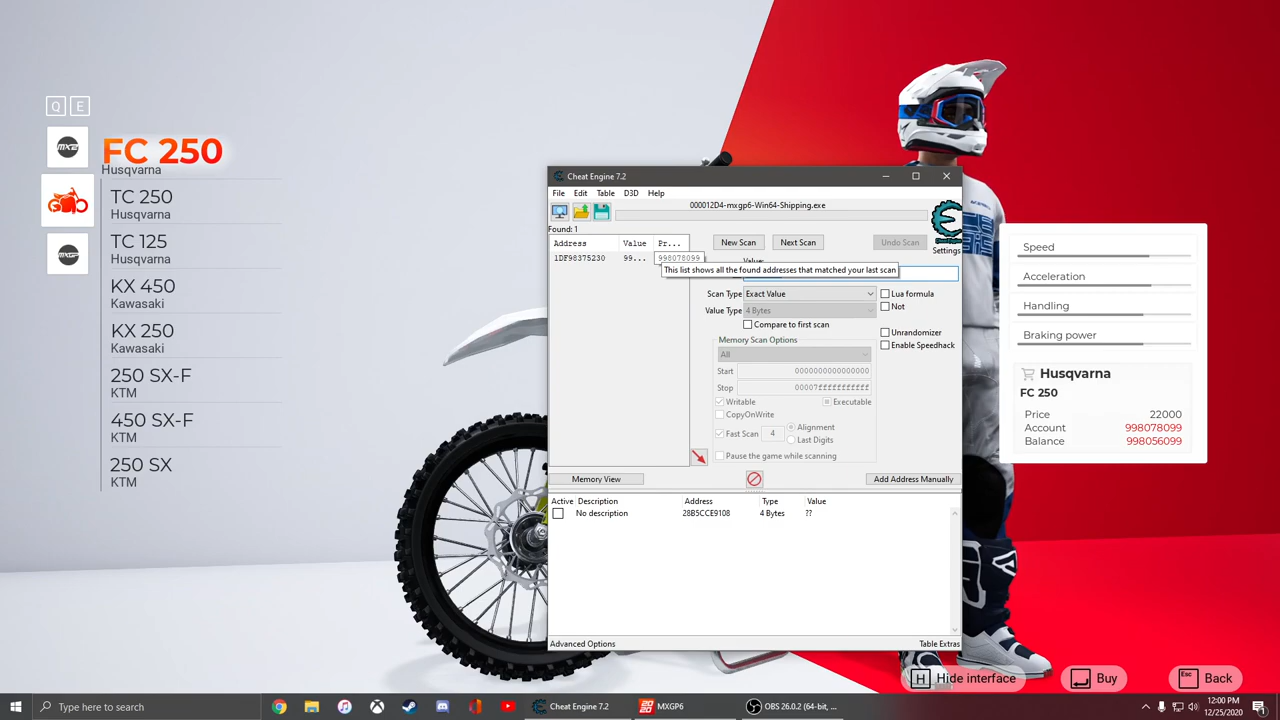 Q E
MX2
FC 250
Husqvarna
TC 250
Husqvarna
TC 125
Husqvarna
KX 450
Kawasaki
KX 250
Kawasaki
250 SX-F
KTM
450 SX-F
KTM
250 SX
KTM
Cheat Engine 7.2
File Edit Table D3D Help
000012D4-mxgp6-Win64-Shipping.exe
Found: 1
Address Value Pr...
1DF98375230 99... 998078099
This list shows all the found addresses that matched your last scan
New Scan Next Scan Undo Scan
Settings
Value:
Scan Type Exact Value
Value Type 4 Bytes
Compare to first scan
Lua formula
Not
Memory Scan Options
All
Start 0000000000000000
Stop 00007fffffffffff
Writable Executable
CopyOnWrite
Fast Scan 4 Alignment
Last Digits
Pause the game while scanning
Unrandomizer
Enable Speedhack
Memory View Add Address Manually
Active Description Address Type Value
No description 28B5CCE9108 4 Bytes ??
Advanced Options Table Extras
Speed
Acceleration
Handling
Braking power
Husqvarna
FC 250
Price 22000
Account 998078099
Balance 998056099
H Hide interface Buy Esc Back
Type here to search Cheat Engine 7.2 MXGP6 OBS 26.0.2 (64-bit, ... 12:00 PM
12/25/2020